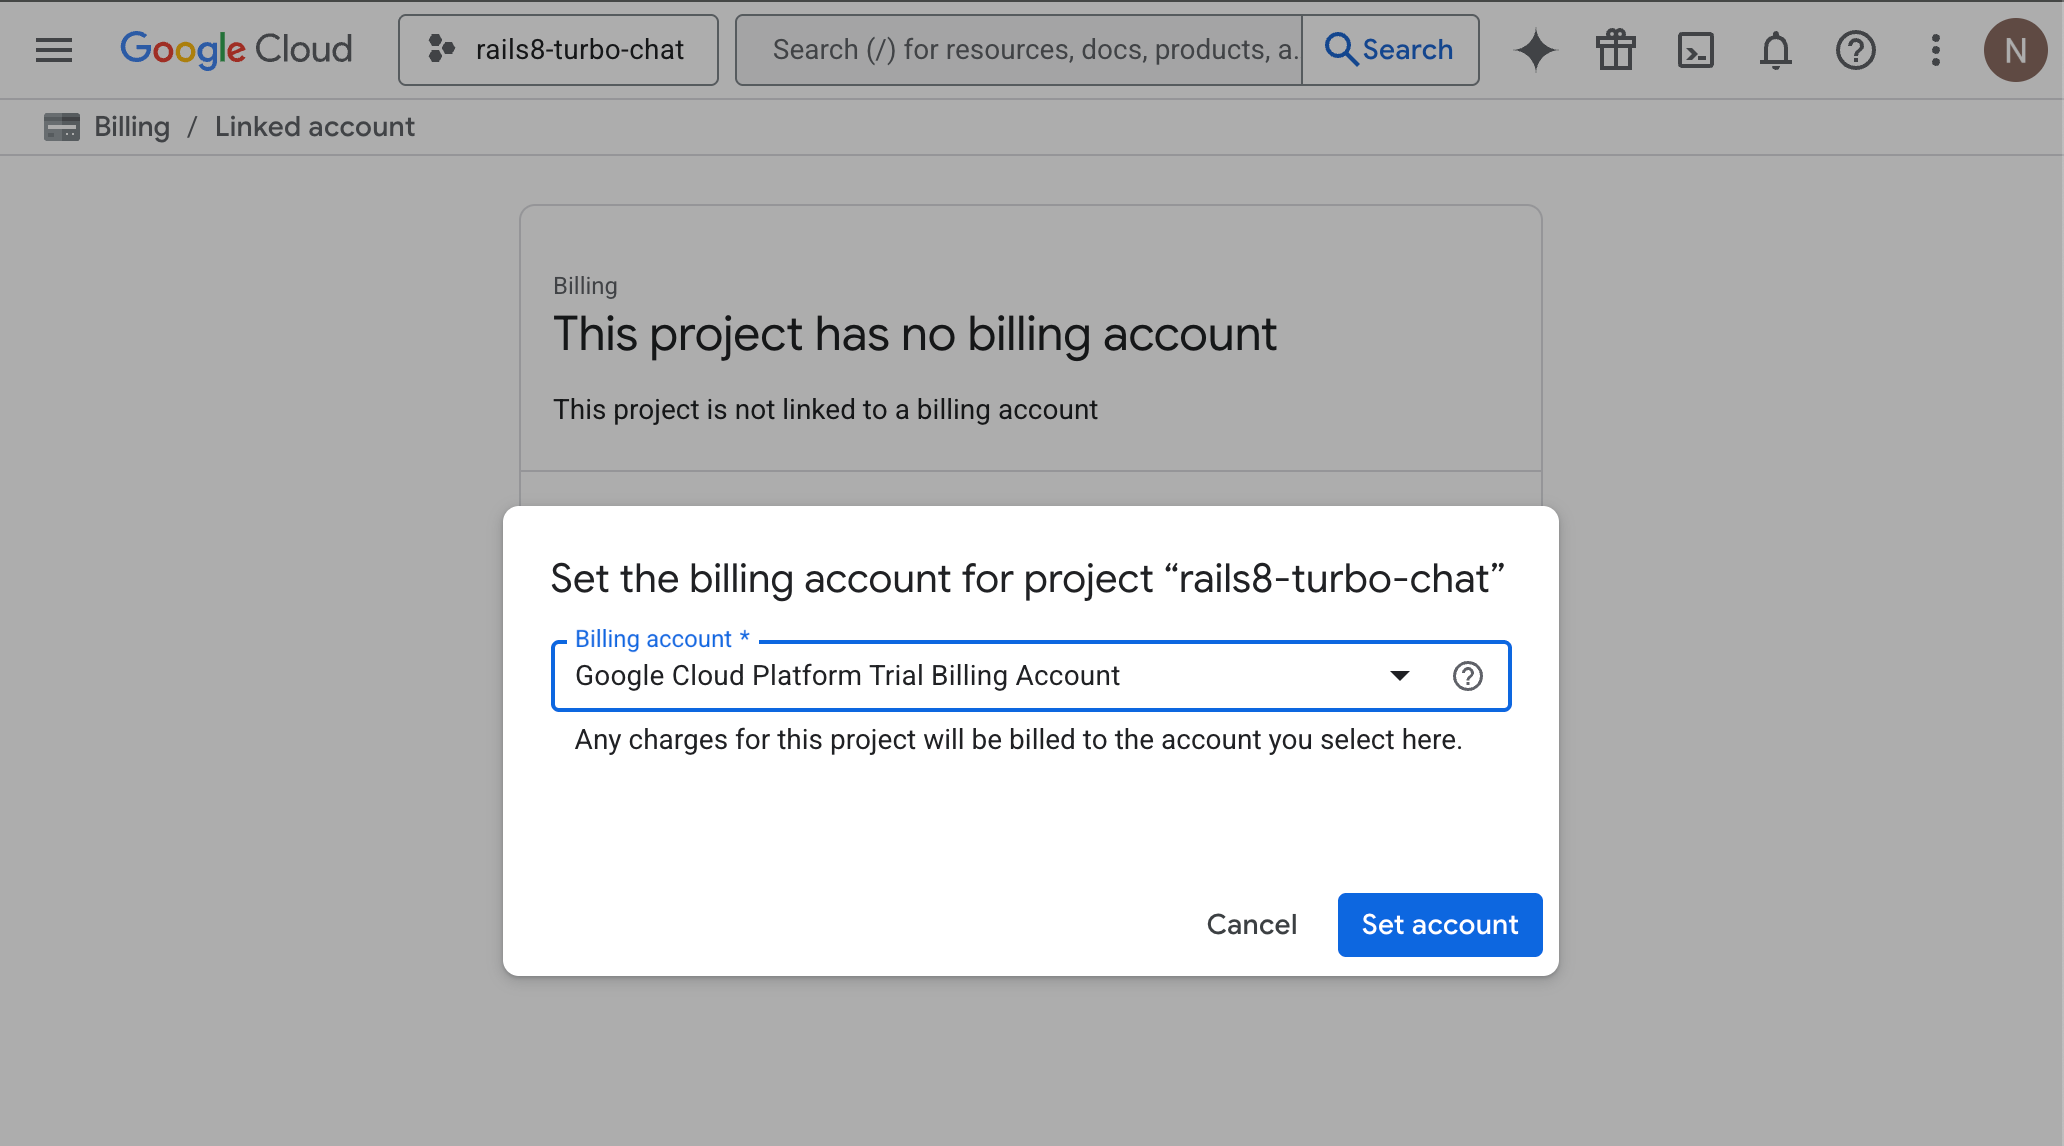 Google Cloud
rails8-turbo-chat
Search (/) for resources, docs, products, a.
Search
N
Billing / Linked account
Billing
This project has no billing account
This project is not linked to a billing account
Set the billing account for project “rails8-turbo-chat”
Billing account *
Google Cloud Platform Trial Billing Account
Any charges for this project will be billed to the account you select here.
Cancel
Set account